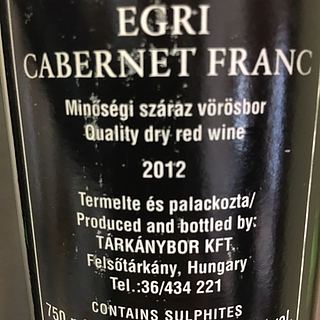 EGRI
CABERNET FRANC
Minőségi száraz vörösbor
Quality dry red wine
2012
Termelte és palackozta/
Produced and bottled by:
TÁRKÁNYBOR KFT.
Felsőtárkány, Hungary
Tel.:36/434 221
CONTAINS SULPHITES
750